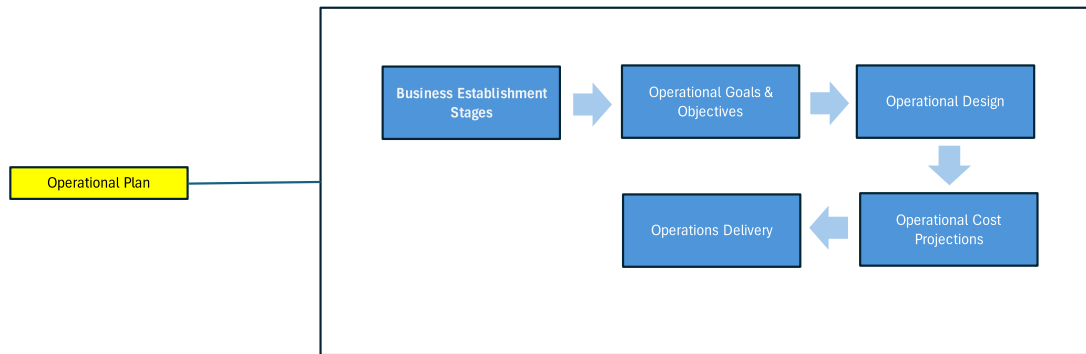 Business Establishment
Stages
Operational Goals &
Objectives
Operational Design
Operational Plan
Operations Delivery
Operational Cost
Projections